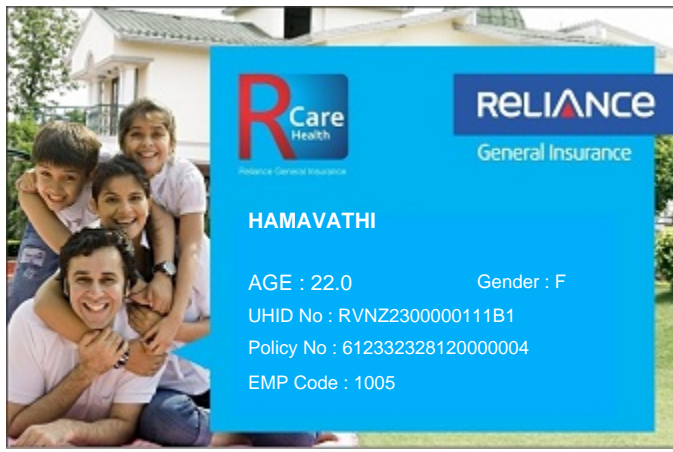 R Care
Health
Reliance General Insurance
RELIANCE
General Insurance
HAMAVATHI
AGE : 22.0 Gender : F
UHID No : RVNZ2300000111B1
Policy No : 612332328120000004
EMP Code : 1005